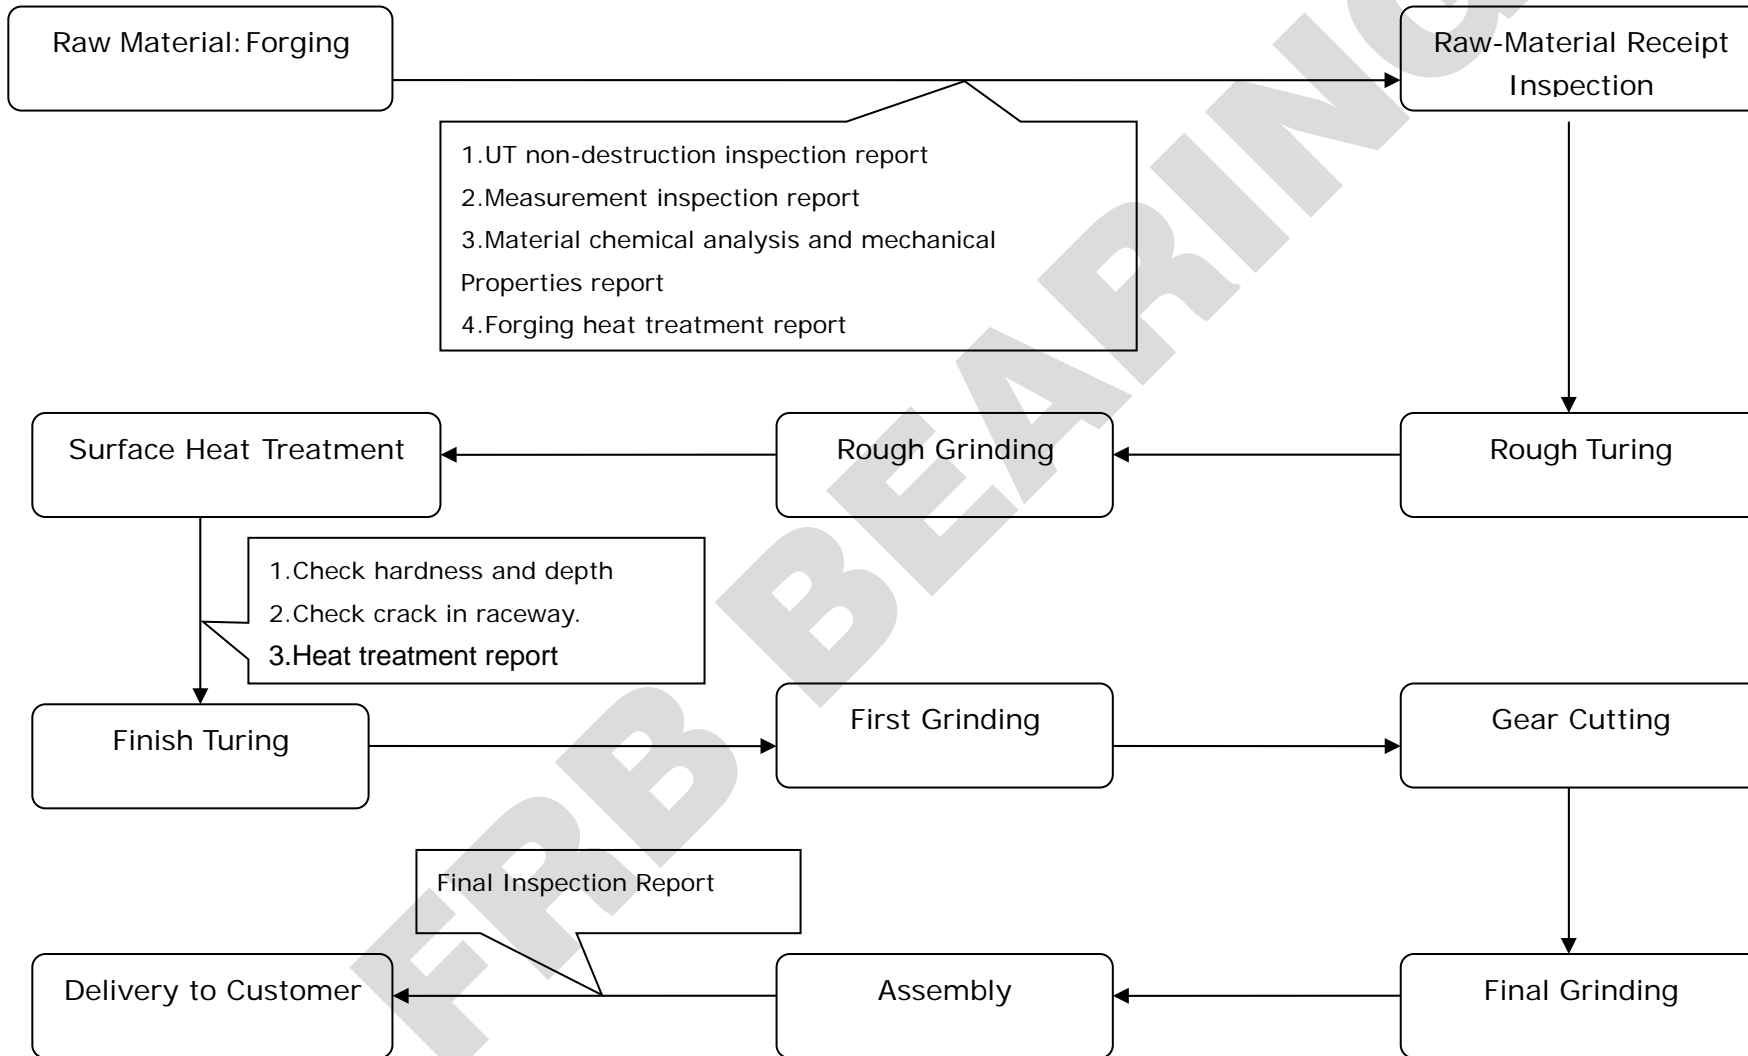 Raw Material:Forging
Raw-Material Receipt
Inspection
1.UT non-destruction inspection report
2.Measurement inspection report
3.Material chemical analysis and mechanical
Properties report
4.Forging heat treatment report
Surface Heat Treatment
Rough Grinding
Rough Turing
1.Check hardness and depth
2.Check crack in raceway.
3.Heat treatment report
Finish Turing
First Grinding
Gear Cutting
Final Inspection Report
Delivery to Customer
Assembly
Final Grinding
FRB BEARING